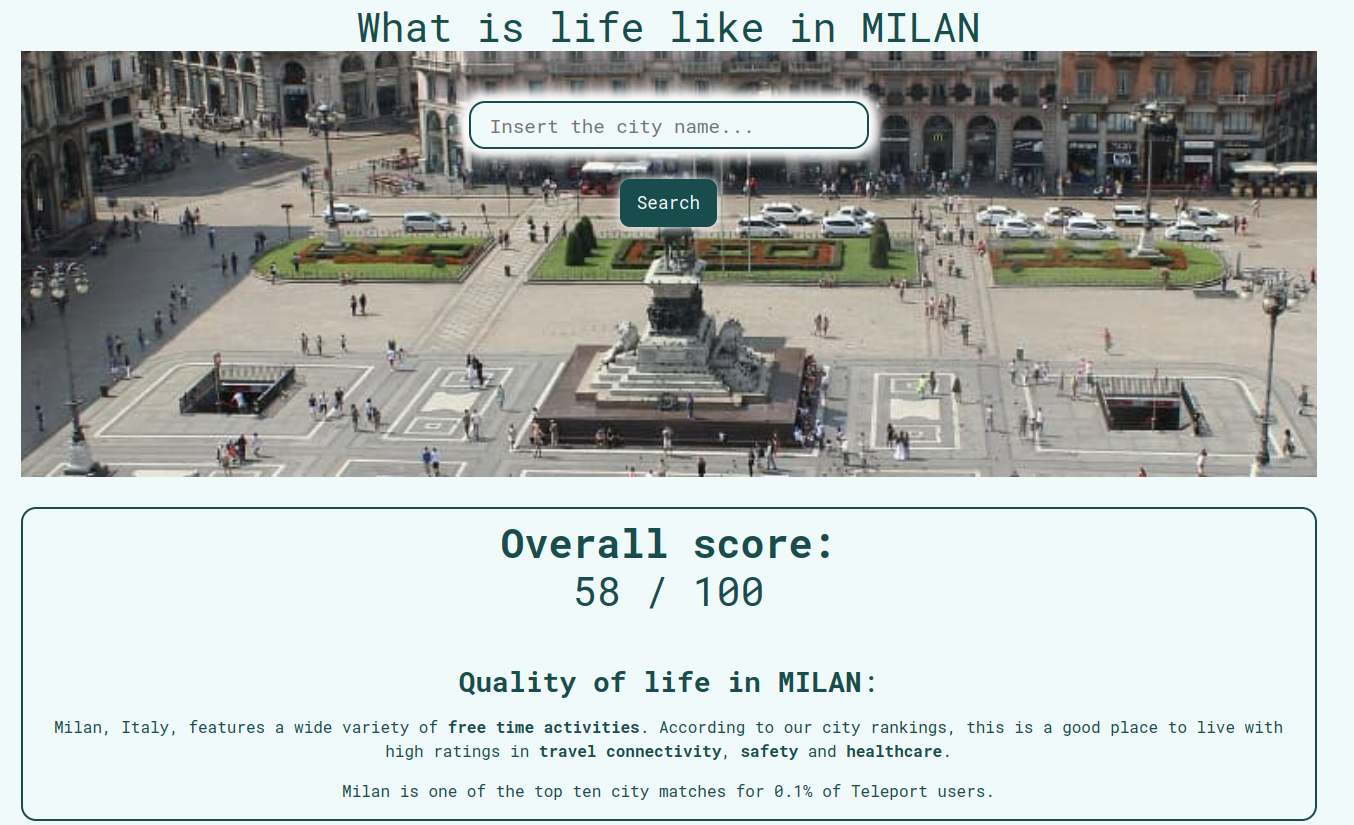 What is life like in MILAN
Insert the city name...
Search
Overall score:
58 / 100
Quality of life in MILAN:
Milan, Italy, features a wide variety of free time activities. According to our city rankings, this is a good place to live with
high ratings in travel connectivity, safety and healthcare.
Milan is one of the top ten city matches for 0.1% of Teleport users.